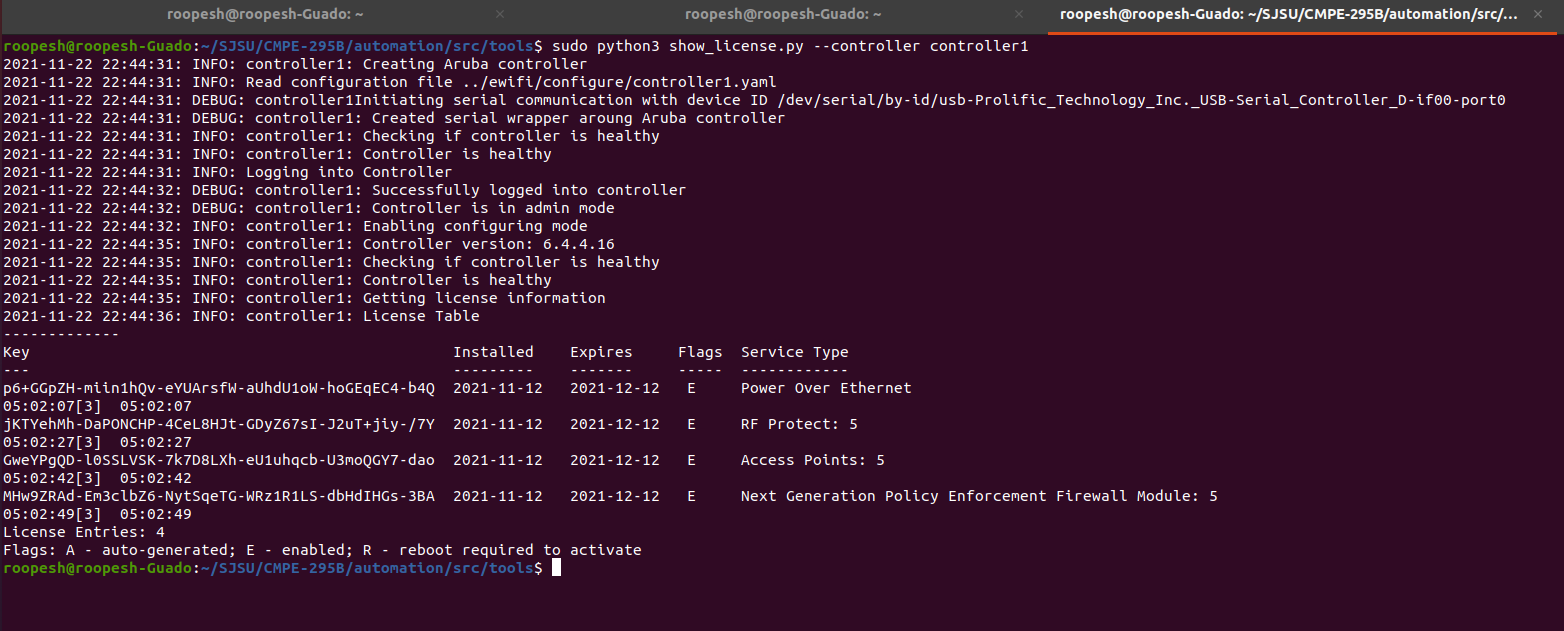 roopesh@roopesh-Guado: ~ × roopesh@roopesh-Guado: ~ × roopesh@roopesh-Guado: ~/SJSU/CMPE-295B/automation/src/... ×
roopesh@roopesh-Guado:~/SJSU/CMPE-295B/automation/src/tools$ sudo python3 show_license.py --controller controller1
2021-11-22 22:44:31: INFO: controller1: Creating Aruba controller
2021-11-22 22:44:31: INFO: Read configuration file ../ewifi/configure/controller1.yaml
2021-11-22 22:44:31: DEBUG: controller1Initiating serial communication with device ID /dev/serial/by-id/usb-Prolific_Technology_Inc._USB-Serial_Controller_D-if00-port0
2021-11-22 22:44:31: DEBUG: controller1: Created serial wrapper aroung Aruba controller
2021-11-22 22:44:31: INFO: controller1: Checking if controller is healthy
2021-11-22 22:44:31: INFO: controller1: Controller is healthy
2021-11-22 22:44:31: INFO: Logging into Controller
2021-11-22 22:44:32: DEBUG: controller1: Successfully logged into controller
2021-11-22 22:44:32: DEBUG: controller1: Controller is in admin mode
2021-11-22 22:44:32: INFO: controller1: Enabling configuring mode
2021-11-22 22:44:35: INFO: controller1: Controller version: 6.4.4.16
2021-11-22 22:44:35: INFO: controller1: Checking if controller is healthy
2021-11-22 22:44:35: INFO: controller1: Controller is healthy
2021-11-22 22:44:35: INFO: controller1: Getting license information
2021-11-22 22:44:36: INFO: controller1: License Table
-------------
Key                                               Installed    Expires     Flags  Service Type
---                                               ---------    -------     -----  ------------
p6+GGpZH-miin1hQv-eYUArsfW-aUhdU1oW-hoGEqEC4-b4Q  2021-11-12   2021-12-12   E     Power Over Ethernet
05:02:07[3]  05:02:07
jKTYehMh-DaPONCHP-4CeL8HJt-GDyZ67sI-J2uT+jiy-/7Y  2021-11-12   2021-12-12   E     RF Protect: 5
05:02:27[3]  05:02:27
GweYPgQD-l0SSLVSK-7k7D8LXh-eU1uhqcb-U3moQGY7-dao  2021-11-12   2021-12-12   E     Access Points: 5
05:02:42[3]  05:02:42
MHw9ZRAd-Em3clbZ6-NytSqeTG-WRz1R1LS-dbHdIHGs-3BA  2021-11-12   2021-12-12   E     Next Generation Policy Enforcement Firewall Module: 5
05:02:49[3]  05:02:49
License Entries: 4
Flags: A - auto-generated; E - enabled; R - reboot required to activate
roopesh@roopesh-Guado:~/SJSU/CMPE-295B/automation/src/tools$